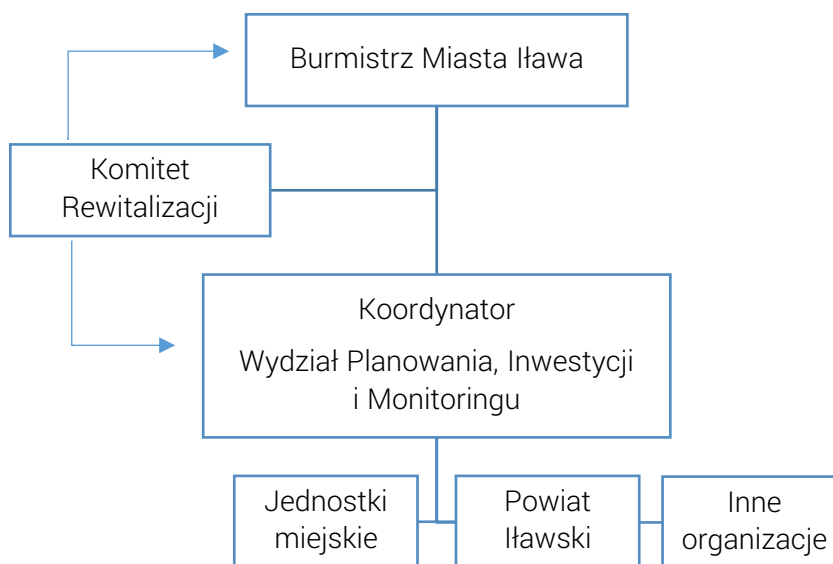 Burmistrz Miasta Iława
Komitet
Rewitalizacji
Koordynator
Wydział Planowania, Inwestycji
i Monitoringu
Jednostki
miejskie
Powiat
Iławski
Inne
organizacje